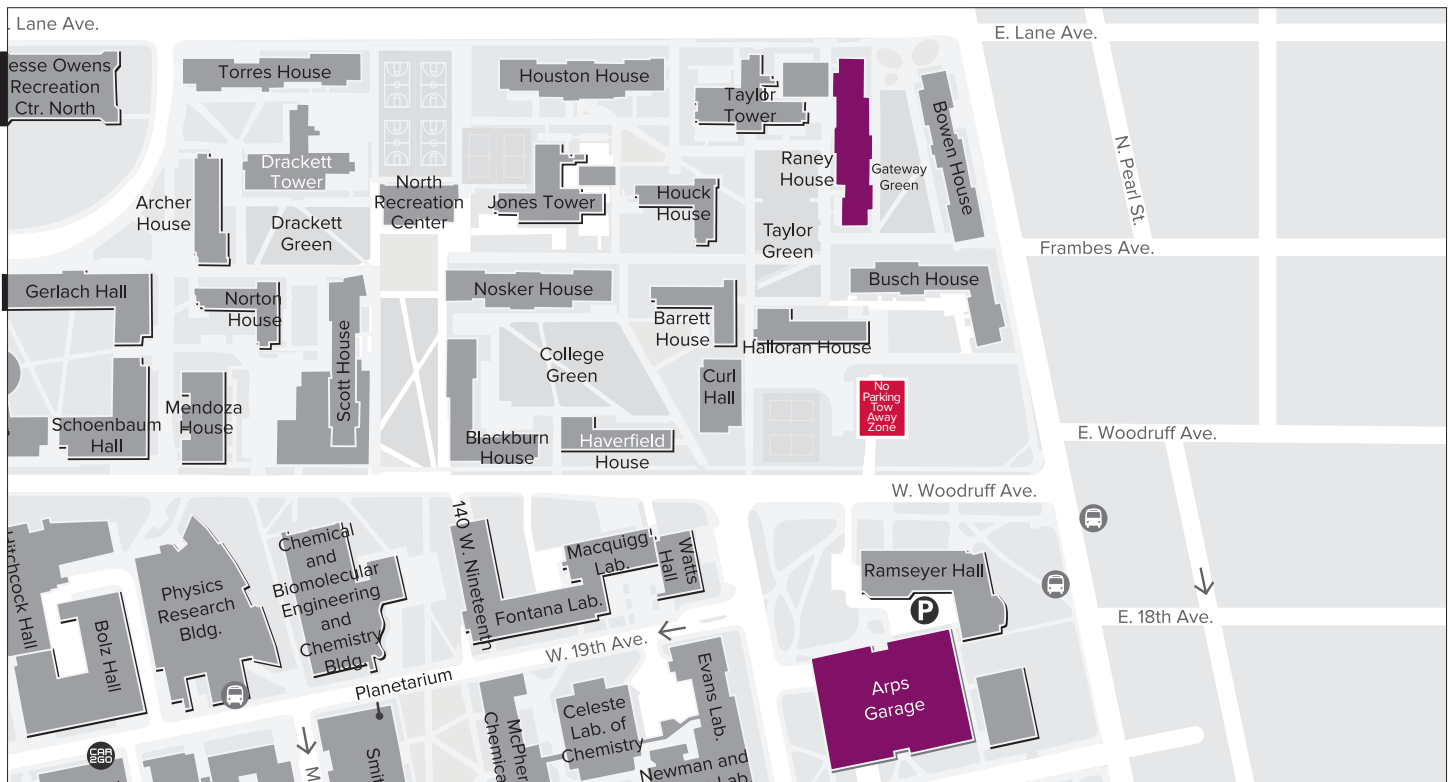 . Lane Ave.
E. Lane Ave.
esse Owens
Recreation
Ctr. North
Torres House
Houston House
Taylor
Tower
Bowen House
N. Pearl St.
Drackett
Tower
Raney
House
Gateway
Green
North
Recreation
Center
Archer
House
Drackett
Green
Jones Tower
Houck
House
Taylor
Green
Frambes Ave.
Gerlach Hall
Norton
House
Nosker House
Busch House
Barrett
House
Halloran House
Scott House
College
Green
Curl
Hall
No
Parking
Tow
Away
Zone
Schoenbaum
Hall
Mendoza
House
Blackburn
House
Haverfield
House
E. Woodruff Ave.
W. Woodruff Ave.
Hitchcock Hall
Bolz Hall
Physics
Research
Bldg.
Chemical
and
Biomolecular
Engineering
and
Chemistry
Bldg.
140 W. Nineteenth
Fontana Lab.
Macquigg
Lab.
Watts
Hall
Ramseyer Hall
P
E. 18th Ave.
W. 19th Ave.
Planetarium
Evans Lab.
Arps
Garage
McPher
Chemical
Celeste
Lab. of
Chemistry
Newman and
Lab.
Smit
M
CAR
2GO